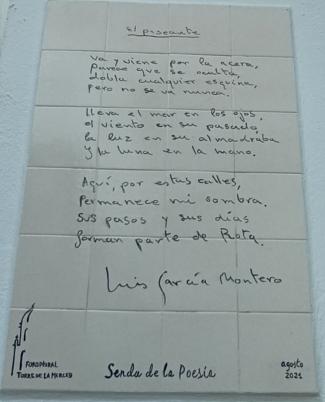 El paseante
Va y viene por la acera,
parece que se oculta,
dobla cualquier esquina,
pero no se va nunca.
Lleva el mar en los ojos,
el viento en su pasado,
la luz en su almadraba
y la luna en la mano.
Aquí, por estas calles,
permanece mi sombra.
Sus pasos y sus días
forman parte de Rota.
Luis García Montero
FORO PLURAL
TORRE DE LA MERCED
Senda de la Poesía
agosto
2021